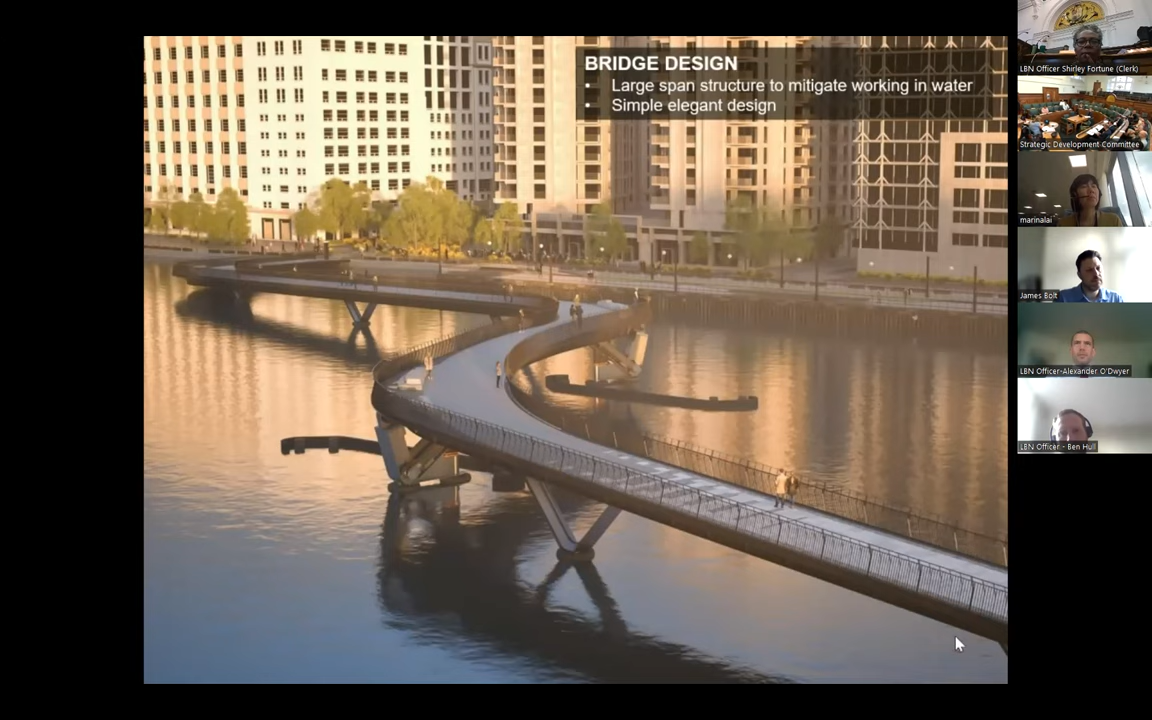 BRIDGE DESIGN
• Large span structure to mitigate working in water
• Simple elegant design
LBN Officer Shirley Fortune (Clerk)
Strategic Development Committee
marinalai
James Bolt
LBN Officer-Alexander O'Dwyer
LBN Officer - Ben Hull